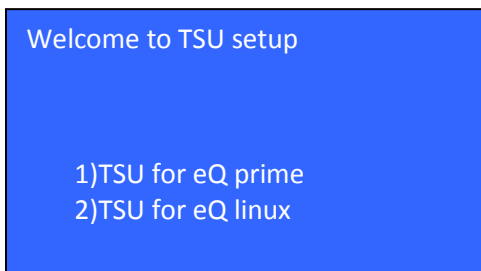 Welcome to TSU setup
1)TSU for eQ prime
2)TSU for eQ linux